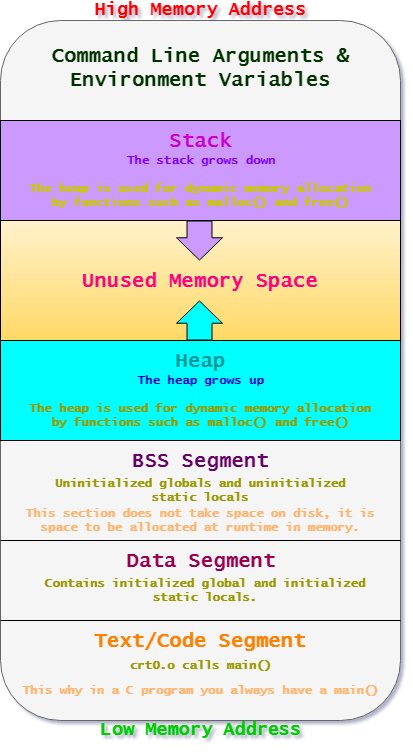 High Memory Address
Command Line Arguments &
Environment Variables
Stack
The stack grows down
The heap is used for dynamic memory allocation
by functions such as malloc() and free()
Unused Memory Space
Heap
The heap grows up
The heap is used for dynamic memory allocation
by functions such as malloc() and free()
BSS Segment
Uninitialized globals and uninitialized
static locals
This section does not take space on disk, it is
space to be allocated at runtime in memory.
Data Segment
Contains initialized global and initialized
static locals.
Text/Code Segment
crt0.o calls main()
This why in a C program you always have a main()
Low Memory Address